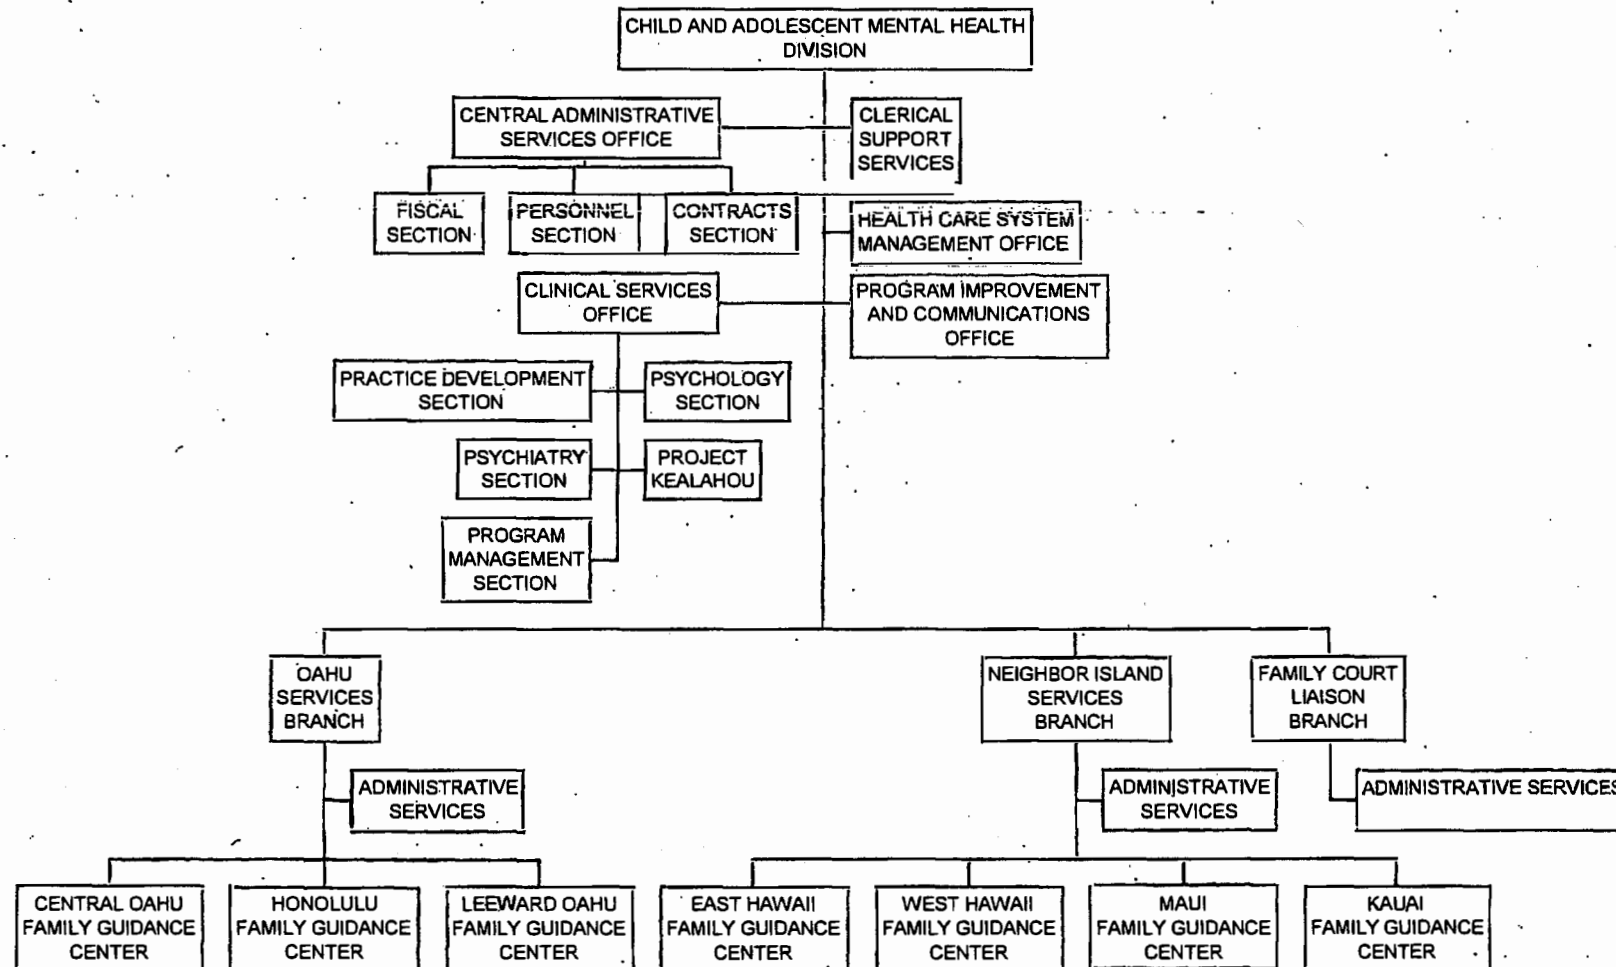 CHILD AND ADOLESCENT MENTAL HEALTH
DIVISION
CENTRAL ADMINISTRATIVE
SERVICES OFFICE
CLERICAL
SUPPORT
SERVICES
FISCAL
SECTION
PERSONNEL
SECTION
CONTRACTS
SECTION
HEALTH CARE SYSTEM
MANAGEMENT OFFICE
CLINICAL SERVICES
OFFICE
PROGRAM IMPROVEMENT
AND COMMUNICATIONS
OFFICE
PRACTICE DEVELOPMENT
SECTION
PSYCHOLOGY
SECTION
PSYCHIATRY
SECTION
PROJECT
KEALAHOU
PROGRAM
MANAGEMENT
SECTION
OAHU
SERVICES
BRANCH
NEIGHBOR ISLAND
SERVICES
BRANCH
FAMILY COURT
LIAISON
BRANCH
ADMINISTRATIVE
SERVICES
ADMINISTRATIVE
SERVICES
ADMINISTRATIVE SERVICES
CENTRAL OAHU
FAMILY GUIDANCE
CENTER
HONOLULU
FAMILY GUIDANCE
CENTER
LEEWARD OAHU
FAMILY GUIDANCE
CENTER
EAST HAWAII
FAMILY GUIDANCE
CENTER
WEST HAWAII
FAMILY GUIDANCE
CENTER
MAUI
FAMILY GUIDANCE
CENTER
KAUAI
FAMILY GUIDANCE
CENTER